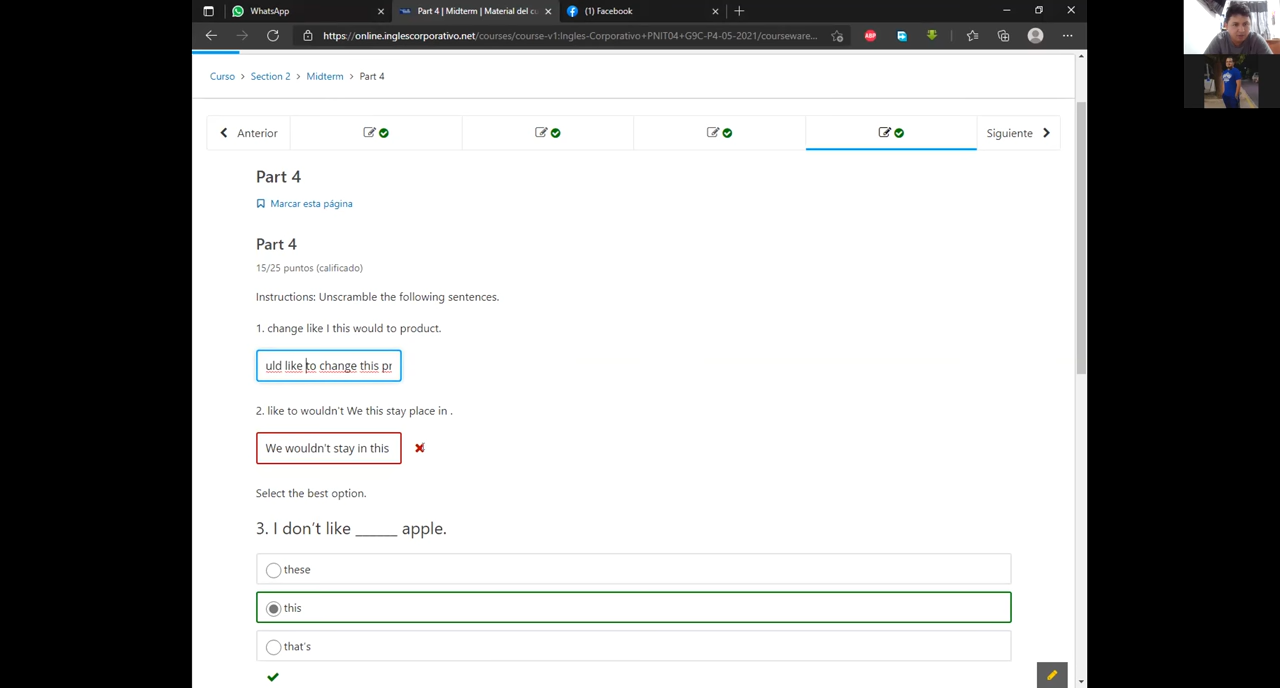 WhatsApp
Part 4 | Midterm | Material del cu
(1) Facebook
https://online.inglescorporativo.net/courses/course-v1:Ingles-Corporativo+PNIT04+G9C-P4-05-2021/courseware...
ABP
Curso > Section 2 > Midterm > Part 4
Anterior
Siguiente
Part 4
Marcar esta página
Part 4
15/25 puntos (calificado)
Instructions: Unscramble the following sentences.
1. change like I this would to product.
uld like to change this pr
2. like to wouldn't We this stay place in .
We wouldn't stay in this
Select the best option.
3. I don't like ______ apple.
these
this
that's